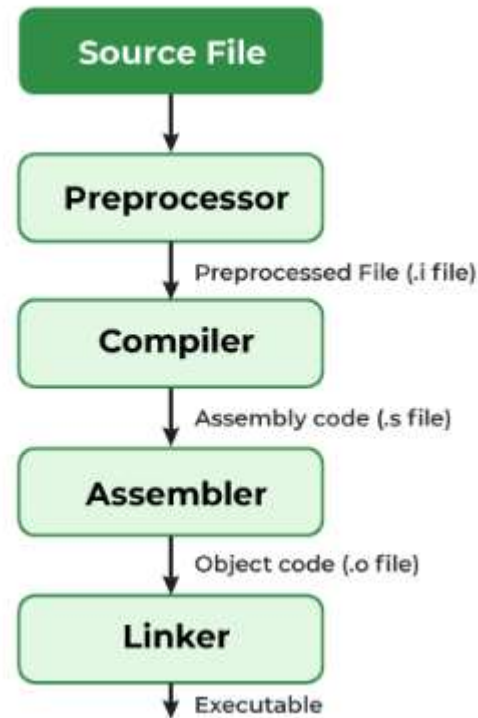 Source File
Preprocessor
Preprocessed File (.i file)
Compiler
Assembly code (.s file)
Assembler
Object code (.o file)
Linker
Executable